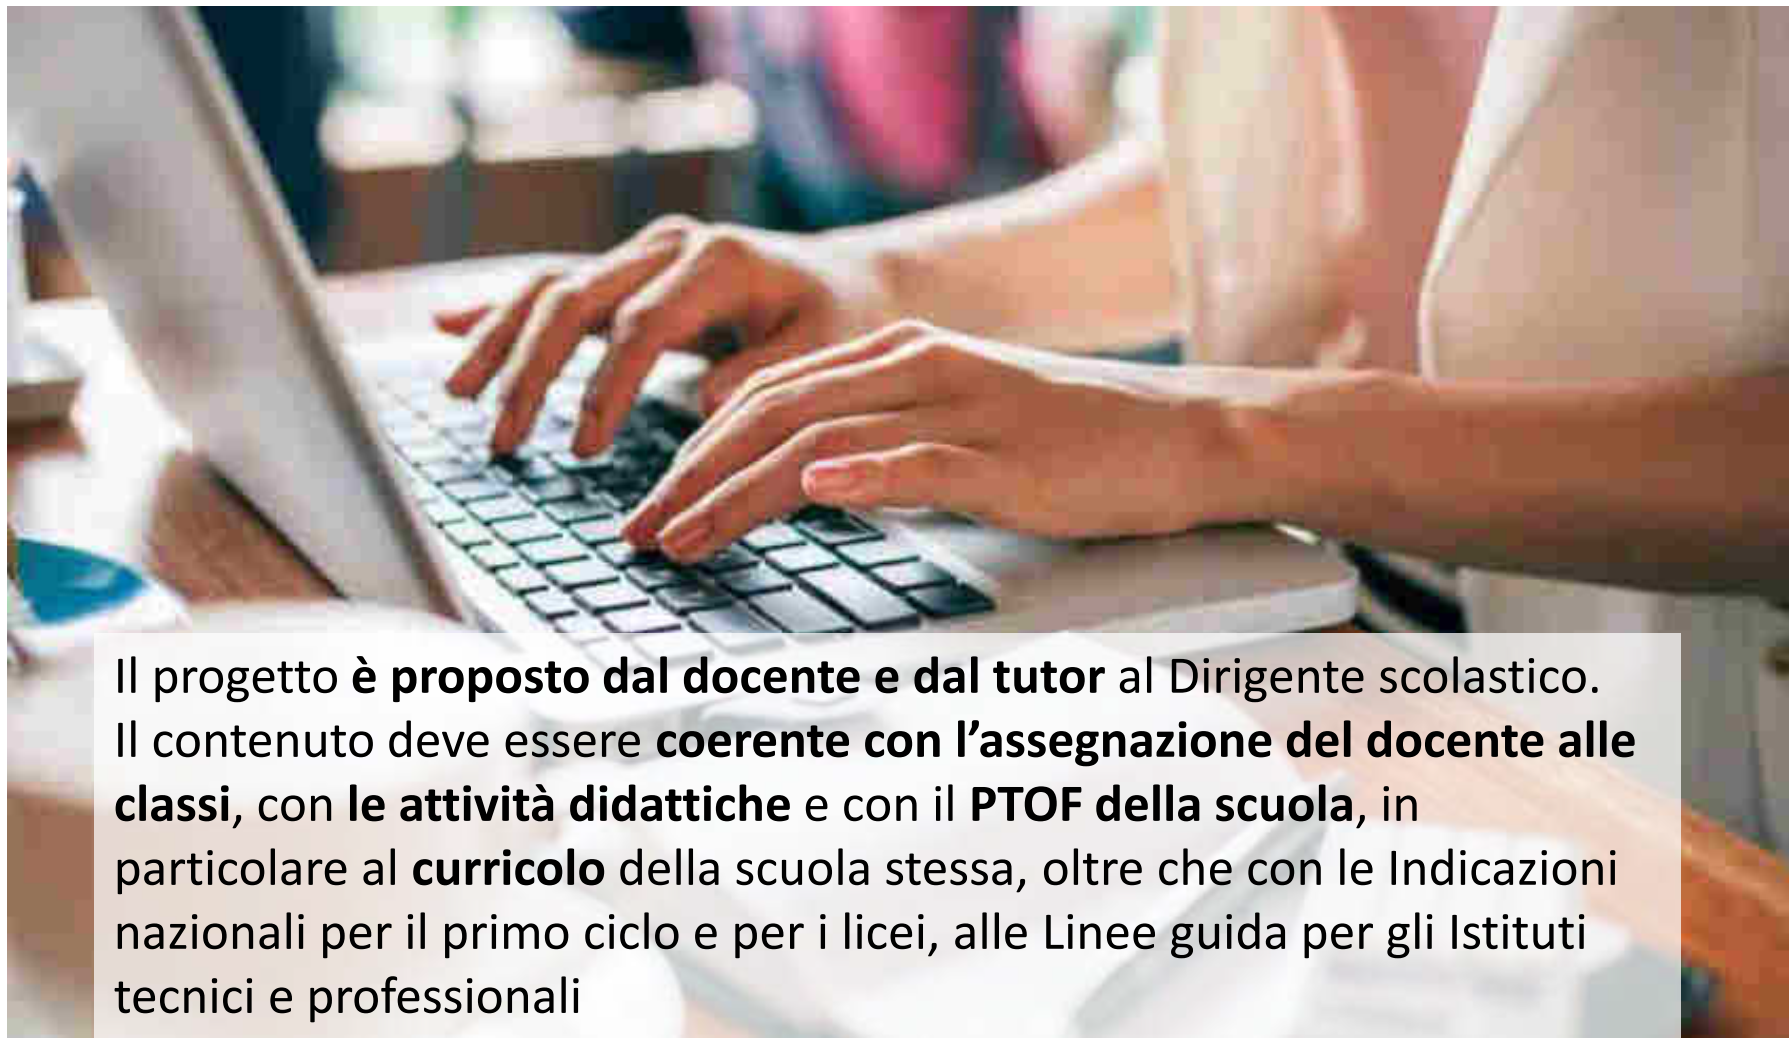 Il progetto è proposto dal docente e dal tutor al Dirigente scolastico.
Il contenuto deve essere coerente con l’assegnazione del docente alle
classi, con le attività didattiche e con il PTOF della scuola, in
particolare al curricolo della scuola stessa, oltre che con le Indicazioni
nazionali per il primo ciclo e per i licei, alle Linee guida per gli Istituti
tecnici e professionali